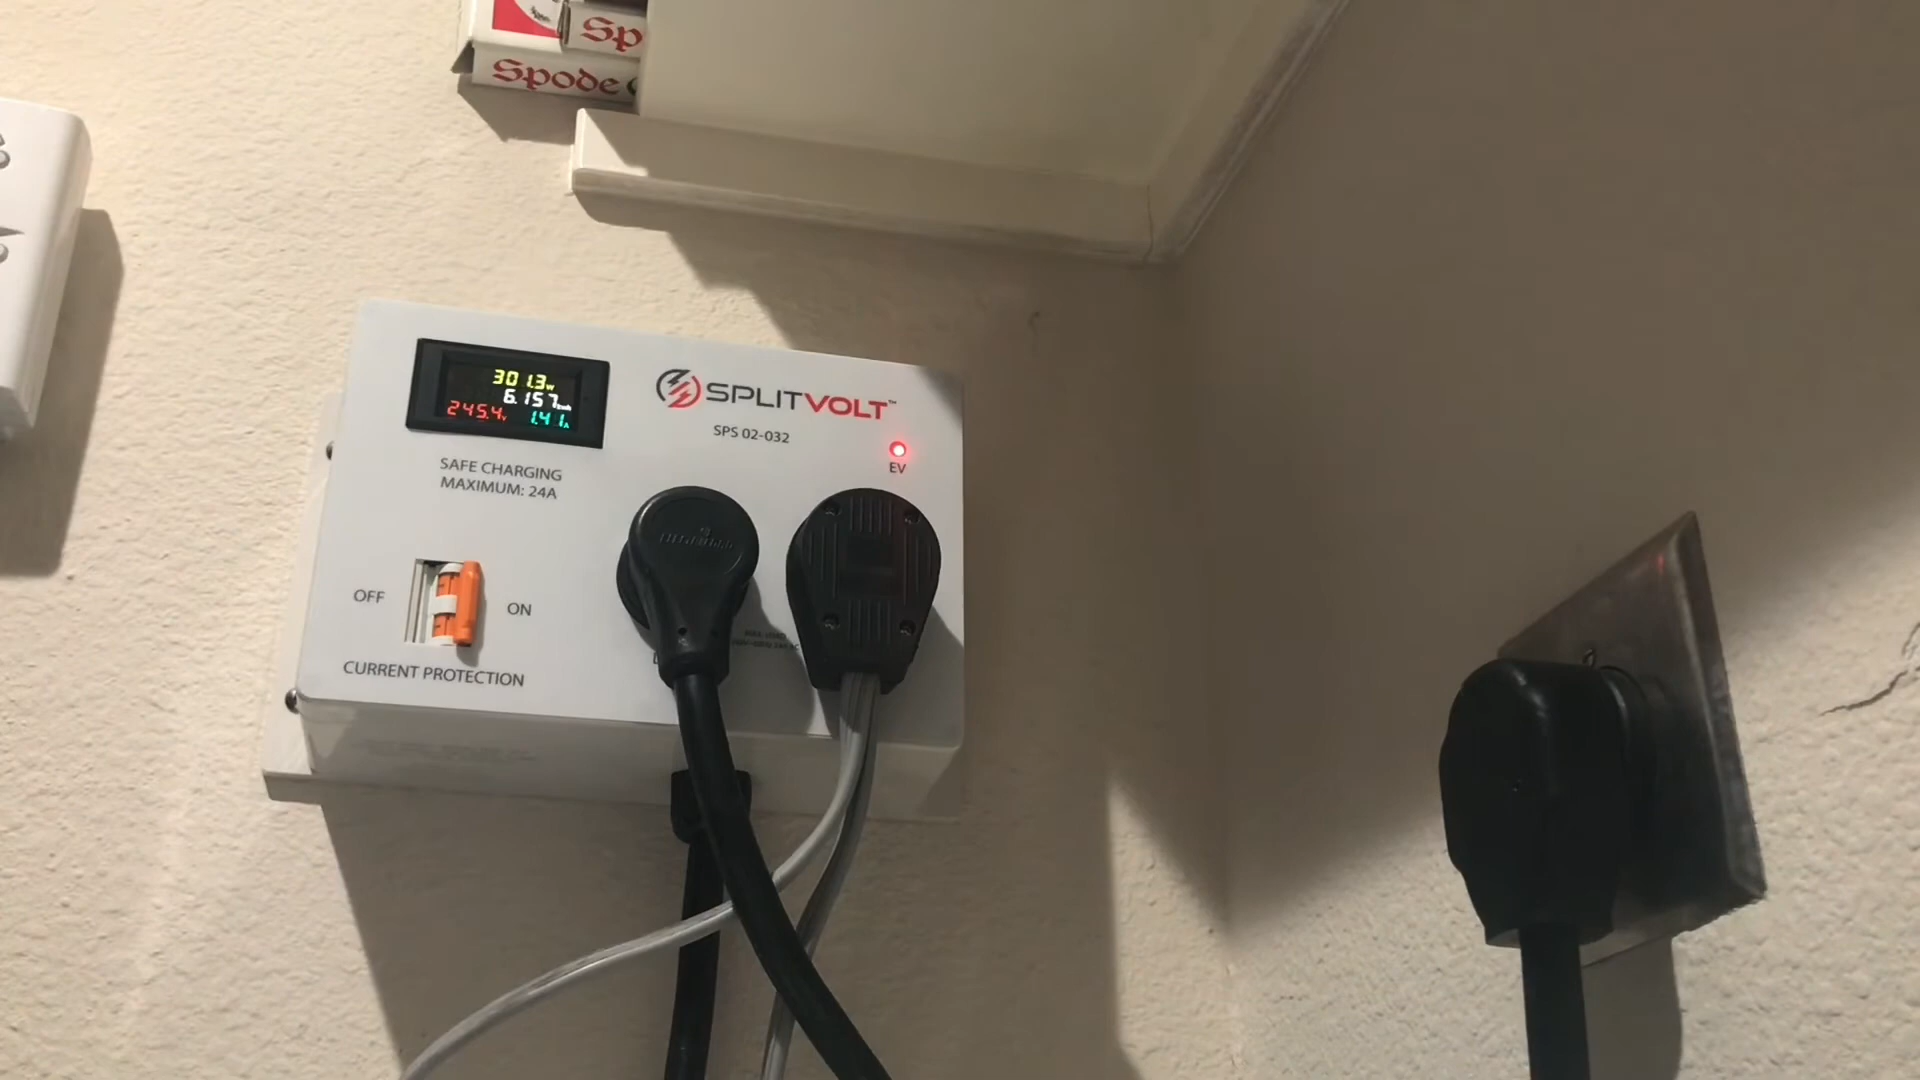 Sp
Spode
301.3W
6.157kWh
245.4V 1.41A
SPLITVOLT™
SPS 02-032
EV
SAFE CHARGING
MAXIMUM: 24A
OFF
ON
CURRENT PROTECTION